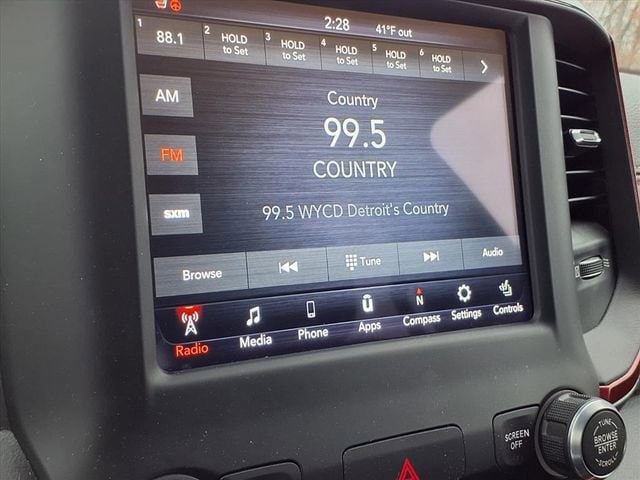 2:28 41°F out
1 88.1 2 HOLD to Set 3 HOLD to Set 4 HOLD to Set 5 HOLD to Set 6 HOLD to Set
AM
FM
sxm
Country
99.5
COUNTRY
99.5 WYCD Detroit's Country
Browse Tune Audio
Radio Media Phone Apps N Compass Settings Controls
SCREEN
OFF
TUNE
BROWSE
ENTER
SCROLL